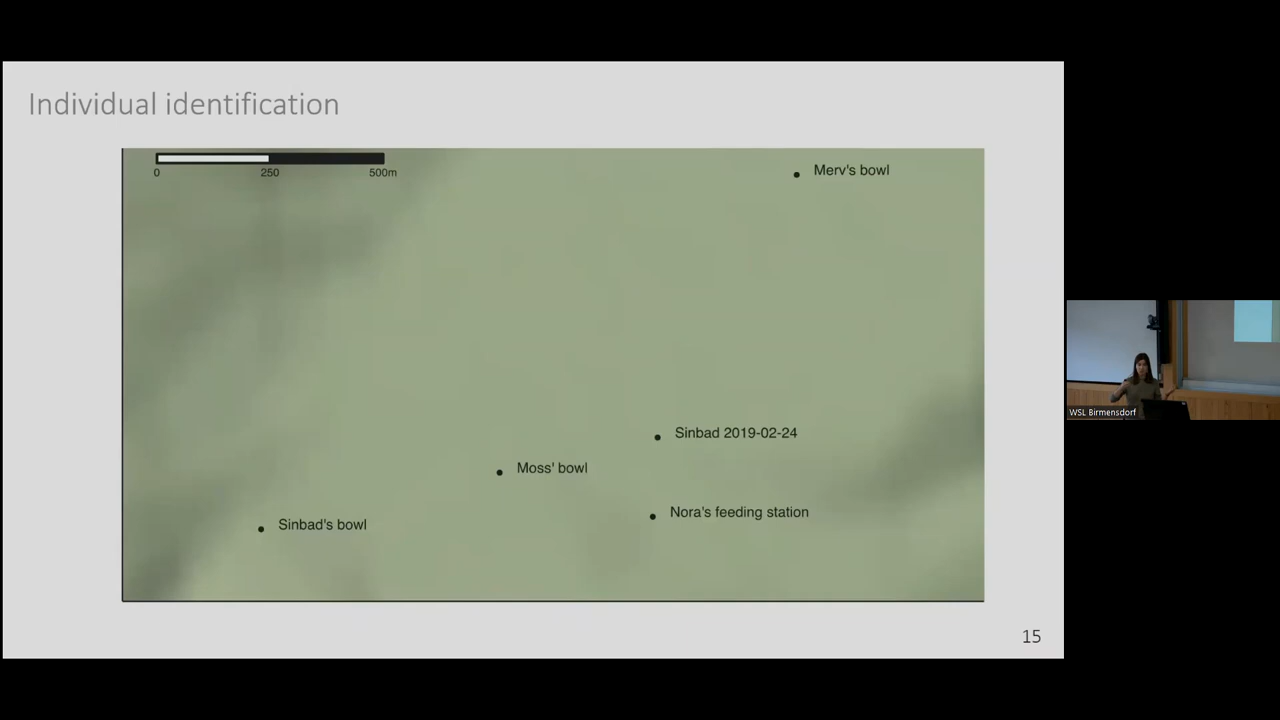 Individual identification
0 250 500m
Merv's bowl
Sinbad 2019-02-24
Moss' bowl
Nora's feeding station
Sinbad's bowl
15
WSL Birmensdorf